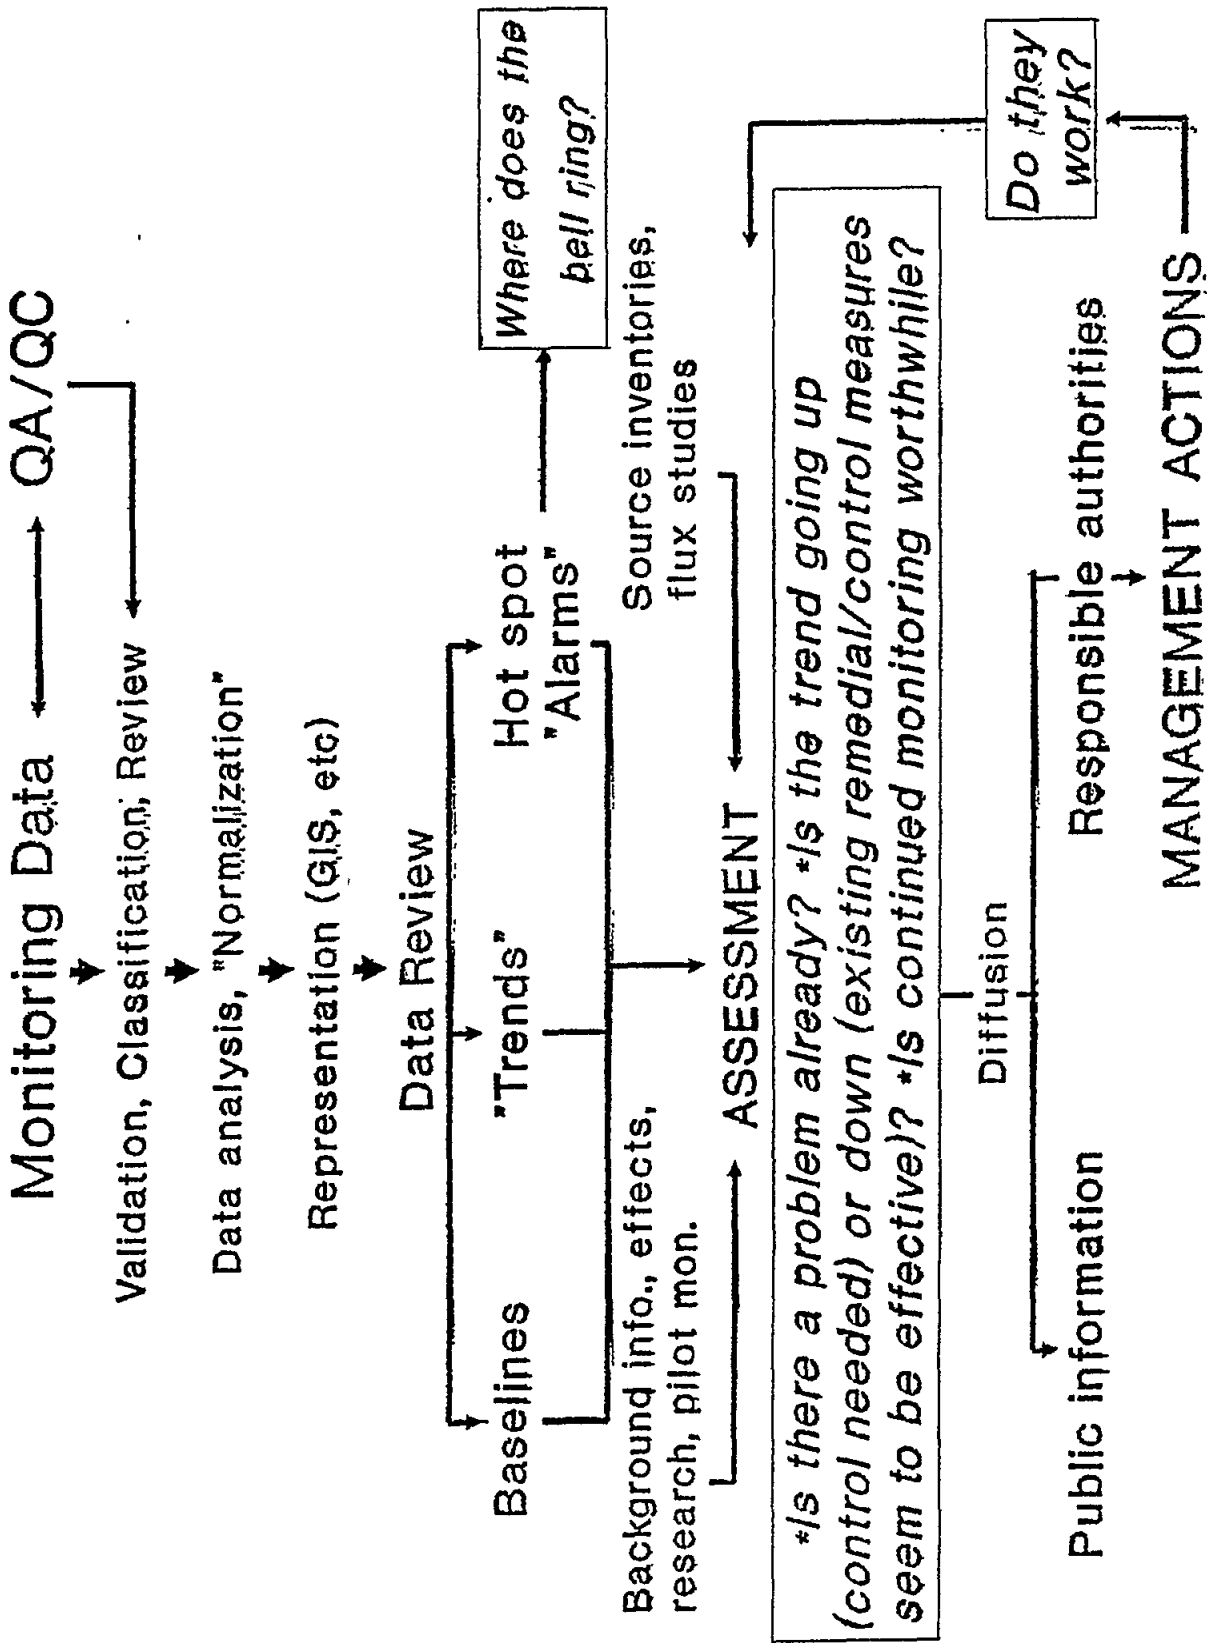 Monitoring Data
QA/QC
Validation, Classification, Review
Data analysis, "Normalization"
Representation (GIS, etc)
Data Review
Baselines
"Trends"
Hot spot
"Alarms"
Where does the
bell ring?
Background info., effects,
research, pilot mon.
Source inventories,
flux studies
ASSESSMENT
*Is there a problem already? *Is the trend going up
(control needed) or down (existing remedial/control measures
seem to be effective)? *Is continued monitoring worthwhile?
Diffusion
Public information
Responsible authorities
MANAGEMENT ACTIONS
Do they
work?